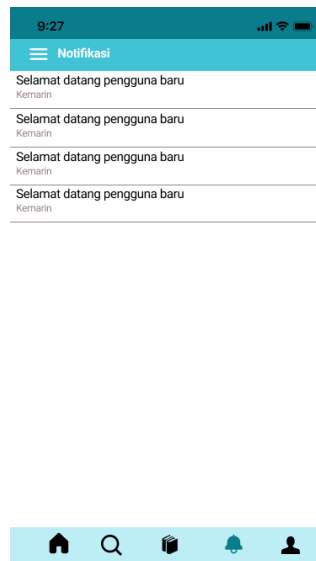 9:27
Notifikasi
Selamat datang pengguna baru
Kemarin
Selamat datang pengguna baru
Kemarin
Selamat datang pengguna baru
Kemarin
Selamat datang pengguna baru
Kemarin